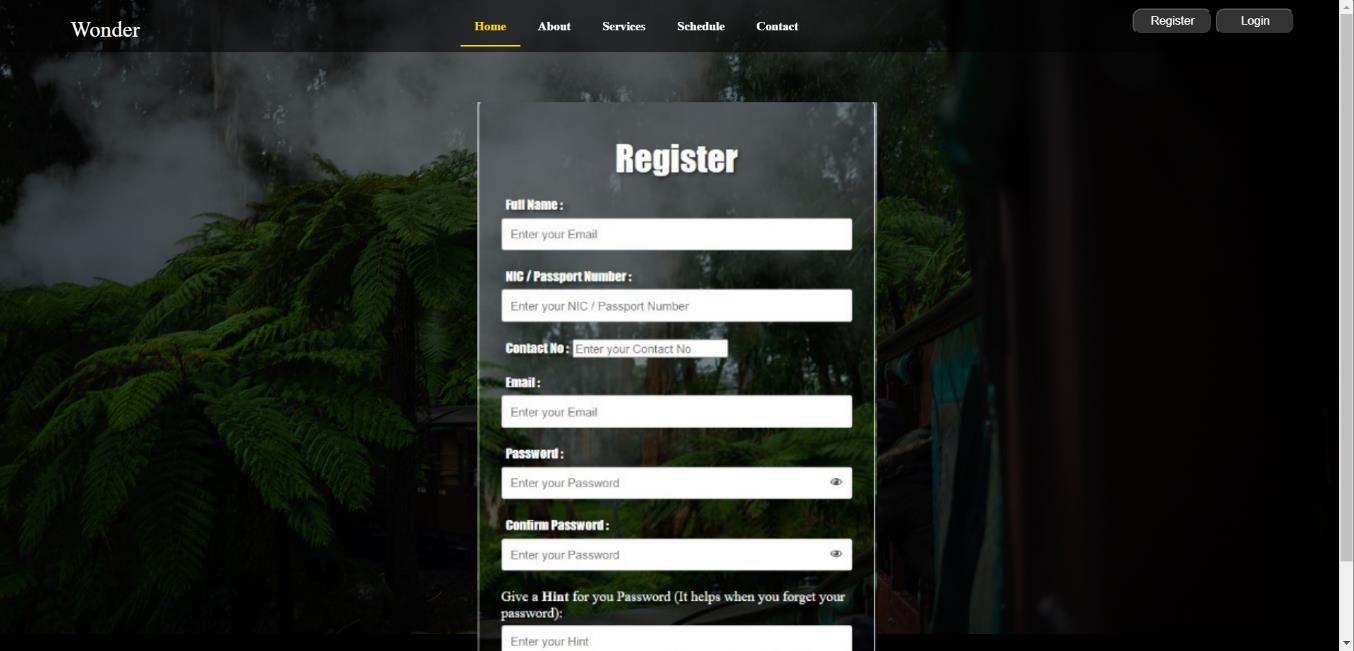 Wonder
Home About Services Schedule Contact
Register Login
Register
Full Name :
Enter your Email
NIC / Passport Number :
Enter your NIC / Passport Number
Contact No : Enter your Contact No
Email :
Enter your Email
Password :
Enter your Password
Confirm Password :
Enter your Password
Give a Hint for you Password (It helps when you forget your
password):
Enter your Hint